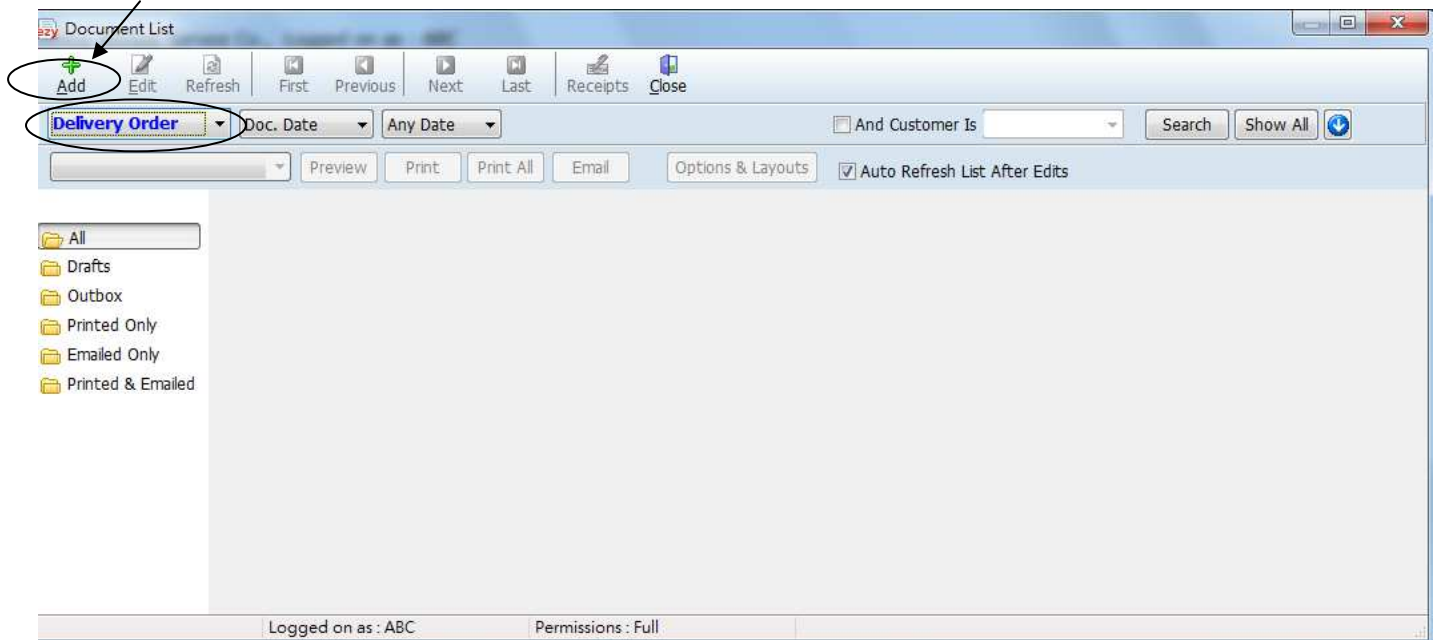 ezy Document List
Add Edit Refresh First Previous Next Last Receipts Close
Delivery Order Doc. Date Any Date And Customer Is Search Show All
Preview Print Print All Email Options & Layouts Auto Refresh List After Edits
All
Drafts
Outbox
Printed Only
Emailed Only
Printed & Emailed
Logged on as : ABC Permissions : Full